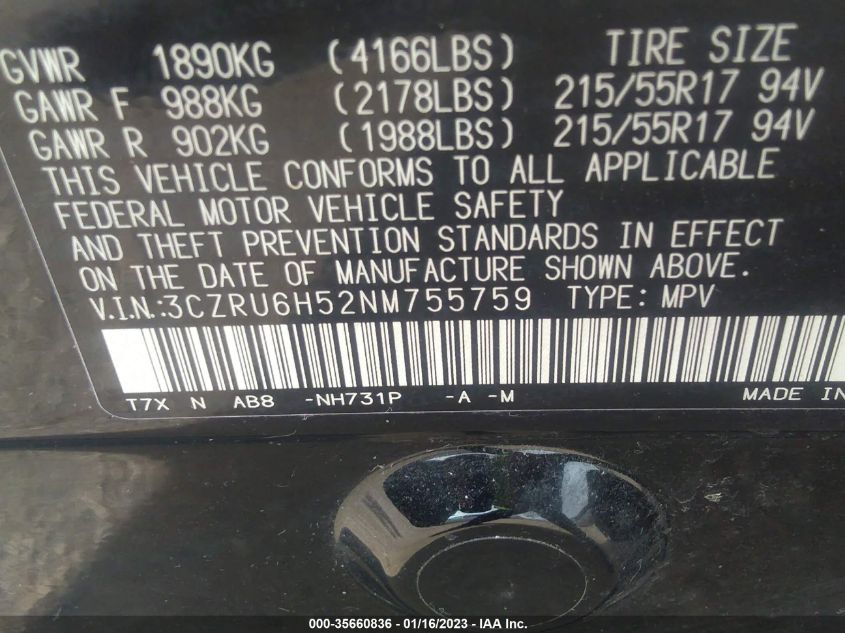 GVWR 1890KG (4166LBS) TIRE SIZE
GAWR F 988KG (2178LBS) 215/55R17 94V
GAWR R 902KG (1988LBS) 215/55R17 94V
THIS VEHICLE CONFORMS TO ALL APPLICABLE
FEDERAL MOTOR VEHICLE SAFETY
AND THEFT PREVENTION STANDARDS IN EFFECT
ON THE DATE OF MANUFACTURE SHOWN ABOVE.
V.I.N.:3CZRU6H52NM755759 TYPE: MPV
T7X N AB8 -NH731P -A -M MADE IN
000-35660836 - 01/16/2023 - IAA Inc.